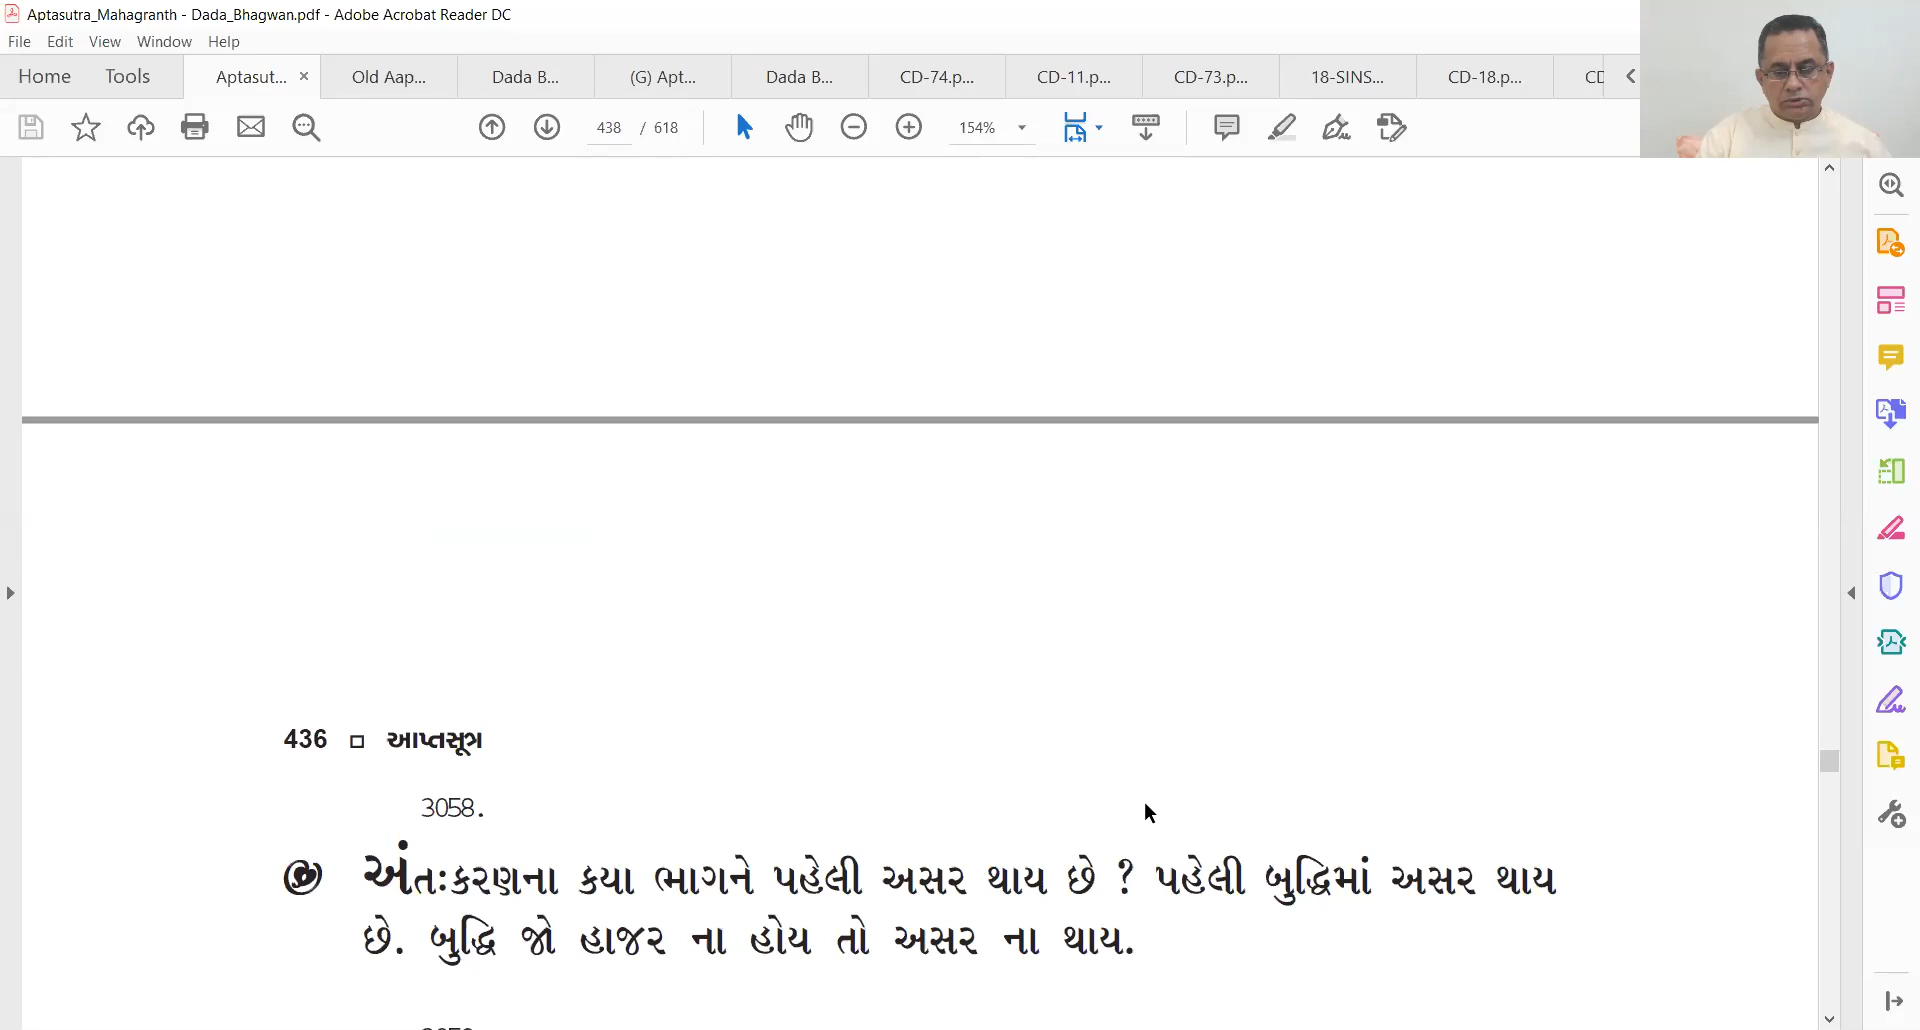 Aptasutra_Mahagranth - Dada_Bhagwan.pdf - Adobe Acrobat Reader DC
File Edit View Window Help
Home Tools Aptasut... × Old Aap... Dada B... (G) Apt... Dada B... CD-74.p... CD-11.p... CD-73.p... 18-SINS... CD-18.p...
438 / 618 154%
436 □ આપ્તસૂત્ર
3058.
અંતઃકરણના કયા ભાગને પહેલી અસર થાય છે ? પહેલી બુદ્ધિમાં અસર થાય
છે. બુદ્ધિ જો હાજર ના હોય તો અસર ના થાય.